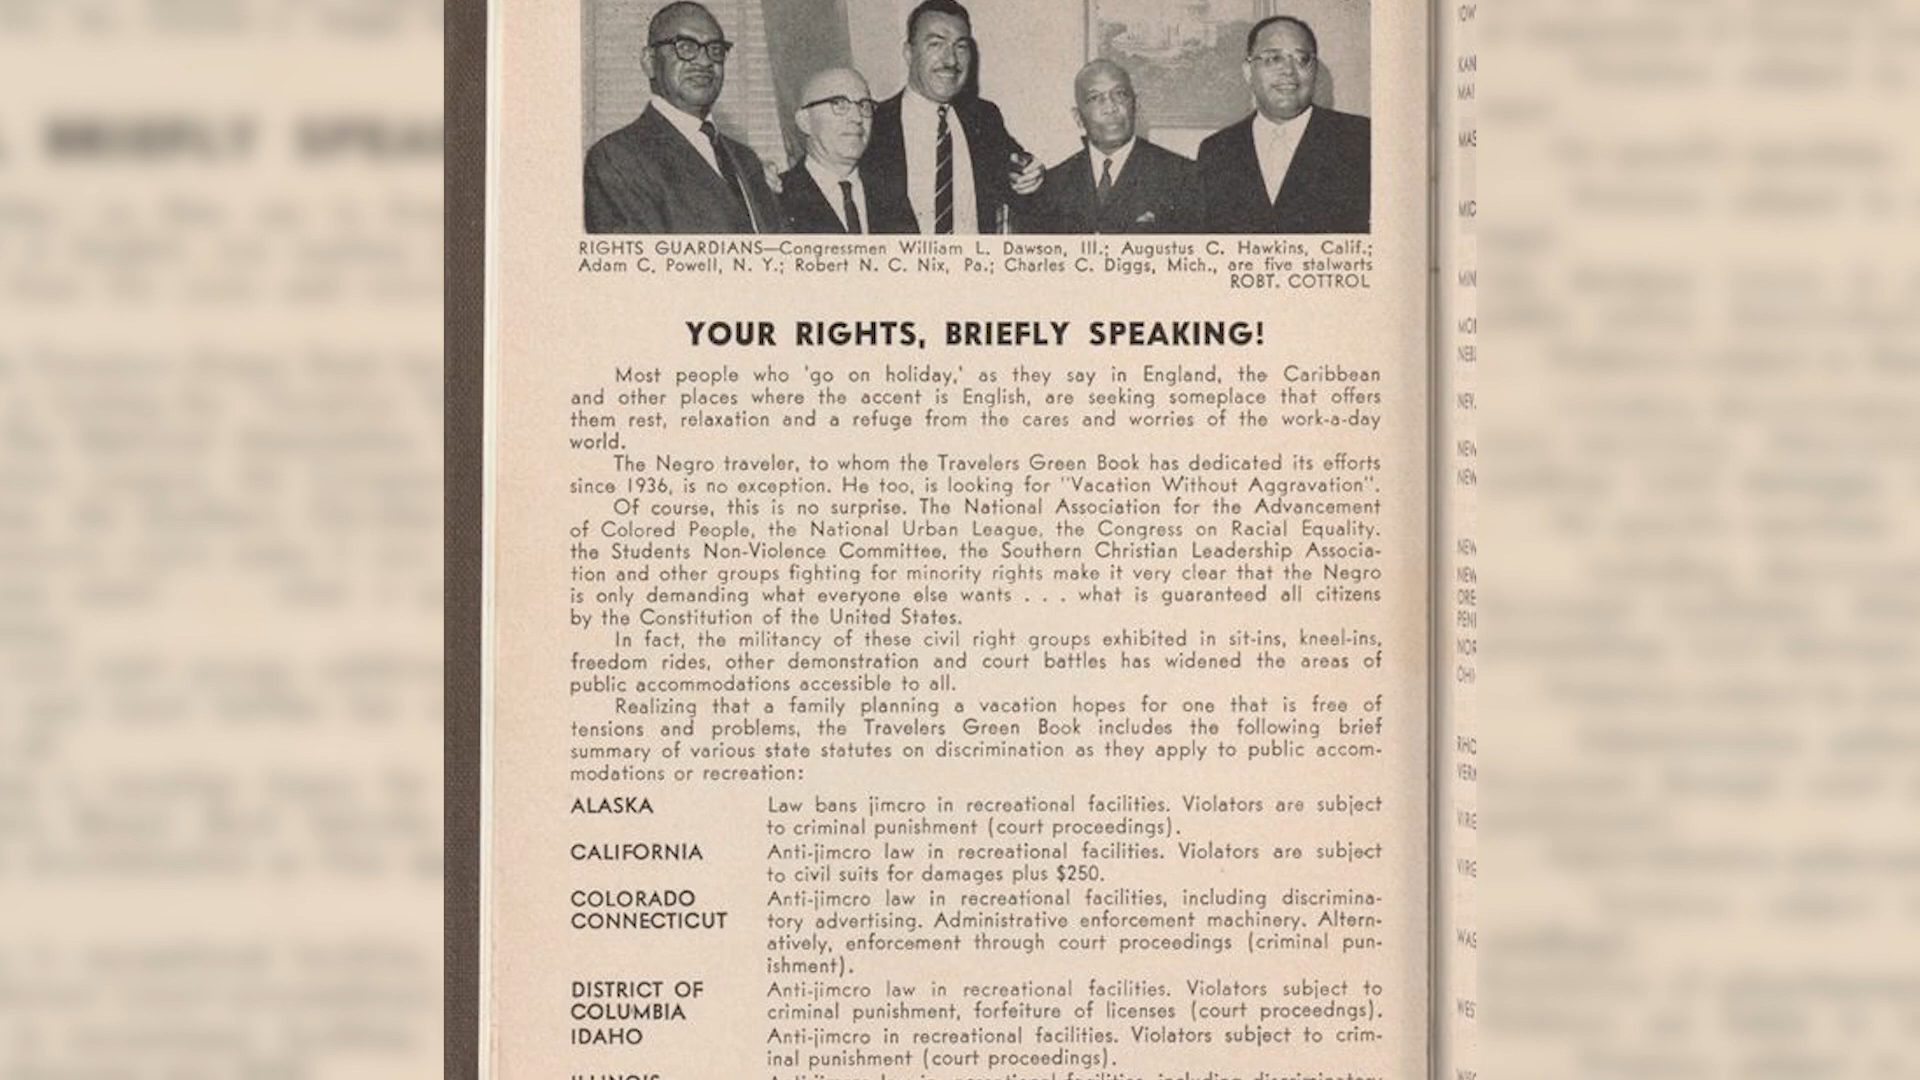 RIGHTS GUARDIANS—Congressmen William L. Dawson, Ill.; Augustus C. Hawkins, Calif.;
Adam C. Powell, N. Y.; Robert N. C. Nix, Pa.; Charles C. Diggs, Mich., are five stalwarts
ROBT. COTTROL
YOUR RIGHTS, BRIEFLY SPEAKING!
Most people who 'go on holiday,' as they say in England, the Caribbean
and other places where the accent is English, are seeking someplace that offers
them rest, relaxation and a refuge from the cares and worries of the work-a-day
world.
The Negro traveler, to whom the Travelers Green Book has dedicated its efforts
since 1936, is no exception. He too, is looking for "Vacation Without Aggravation".
Of course, this is no surprise. The National Association for the Advancement
of Colored People, the National Urban League, the Congress on Racial Equality.
the Students Non-Violence Committee, the Southern Christian Leadership Associa-
tion and other groups fighting for minority rights make it very clear that the Negro
is only demanding what everyone else wants . . . what is guaranteed all citizens
by the Constitution of the United States.
In fact, the militancy of these civil right groups exhibited in sit-ins, kneel-ins,
freedom rides, other demonstration and court battles has widened the areas of
public accommodations accessible to all.
Realizing that a family planning a vacation hopes for one that is free of
tensions and problems, the Travelers Green Book includes the following brief
summary of various state statutes on discrimination as they apply to public accom-
modations or recreation:
ALASKA Law bans jimcro in recreational facilities. Violators are subject
to criminal punishment (court proceedings).
CALIFORNIA Anti-jimcro law in recreational facilities. Violators are subject
to civil suits for damages plus $250.
COLORADO Anti-jimcro law in recreational facilities, including discrimina-
CONNECTICUT tory advertising. Administrative enforcement machinery. Altern-
atively, enforcement through court proceedings (criminal pun-
ishment).
DISTRICT OF Anti-jimcro law in recreational facilities. Violators subject to
COLUMBIA criminal punishment, forfeiture of licenses (court proceedngs).
IDAHO Anti-jimcro in recreational facilities. Violators subject to crim-
inal punishment (court proceedings).